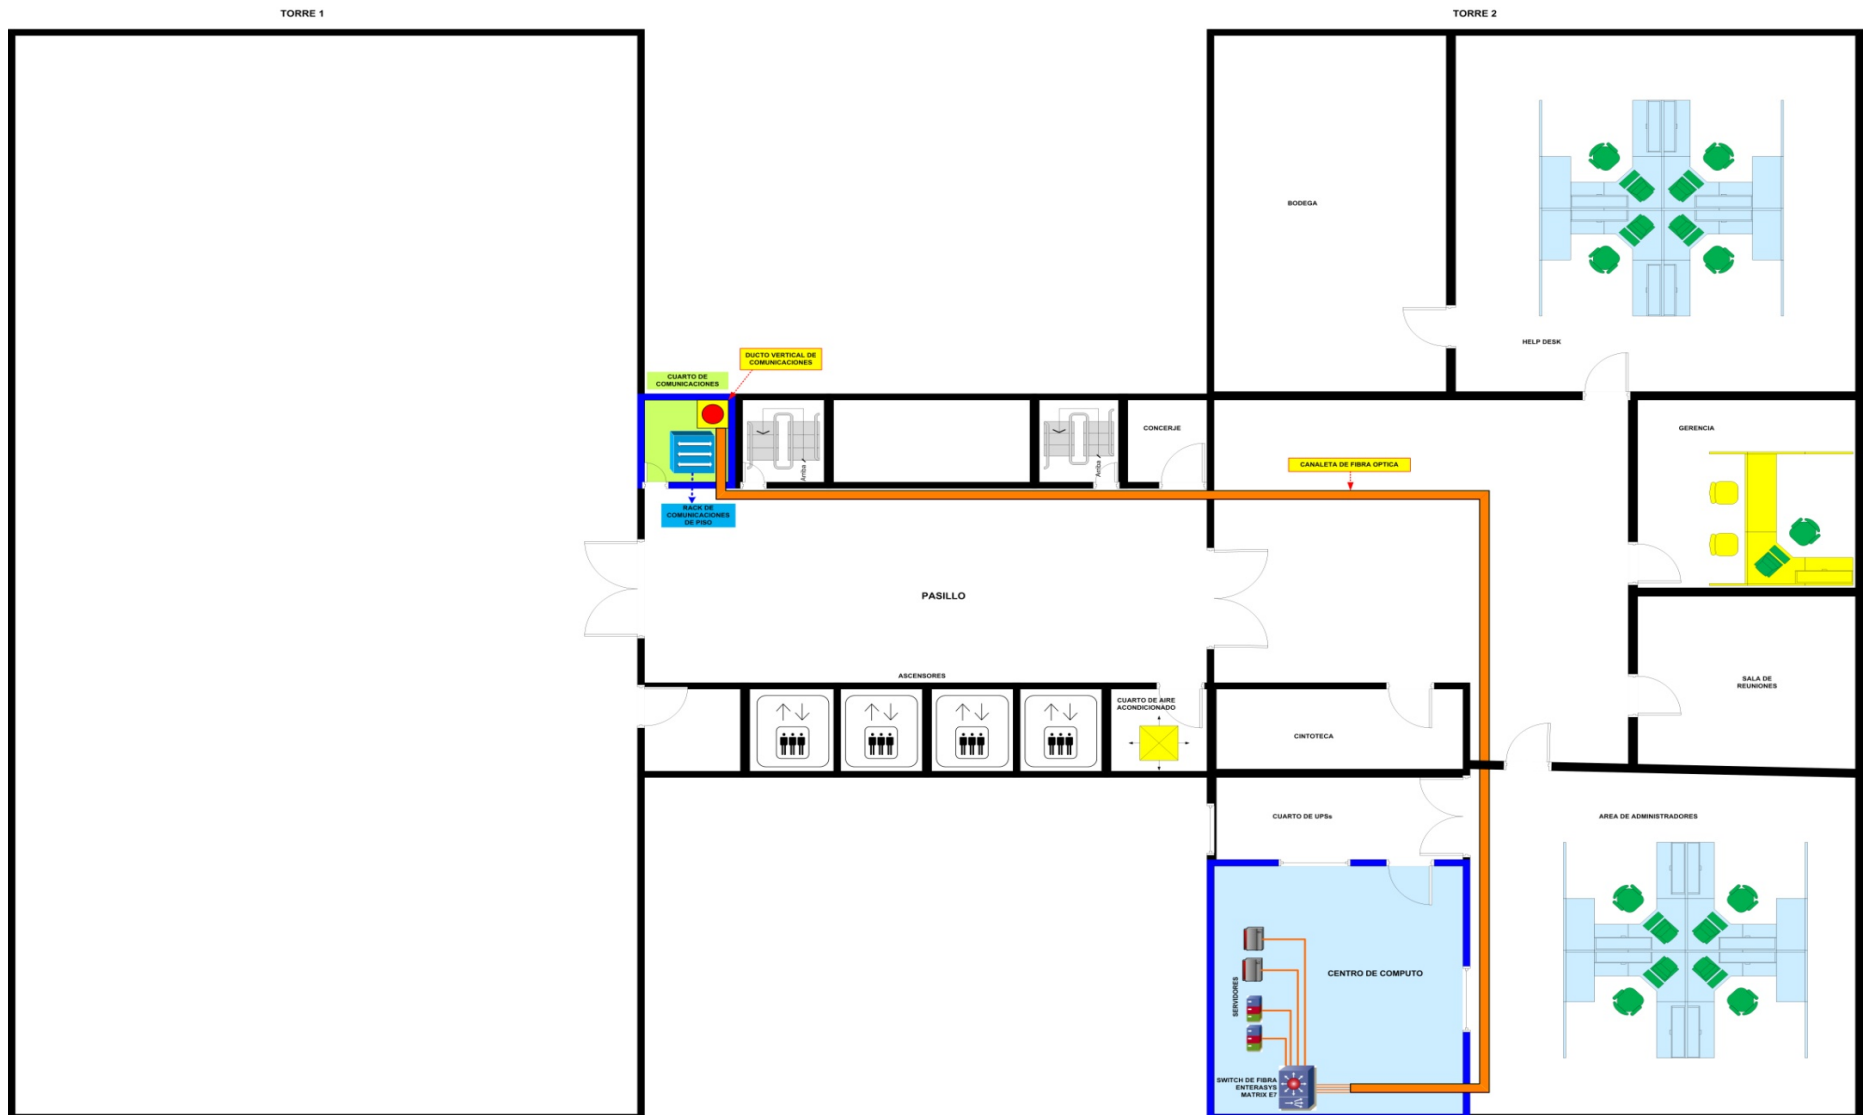 TORRE 1
TORRE 2
BODEGA
HELP DESK
DUCTO VERTICAL DE
COMUNICACIONES
CUARTO DE
COMUNICACIONES
Arriba
Arriba
CONCERJE
GERENCIA
CANALETA DE FIBRA OPTICA
RACK DE
COMUNICACIONES
DE PISO
PASILLO
ASCENSORES
CUARTO DE AIRE
ACONDICIONADO
CINTOTECA
SALA DE
REUNIONES
CUARTO DE UPSs
AREA DE ADMINISTRADORES
SERVIDORES
CENTRO DE COMPUTO
SWITCH DE FIBRA
ENTERASYS
MATRIX E7